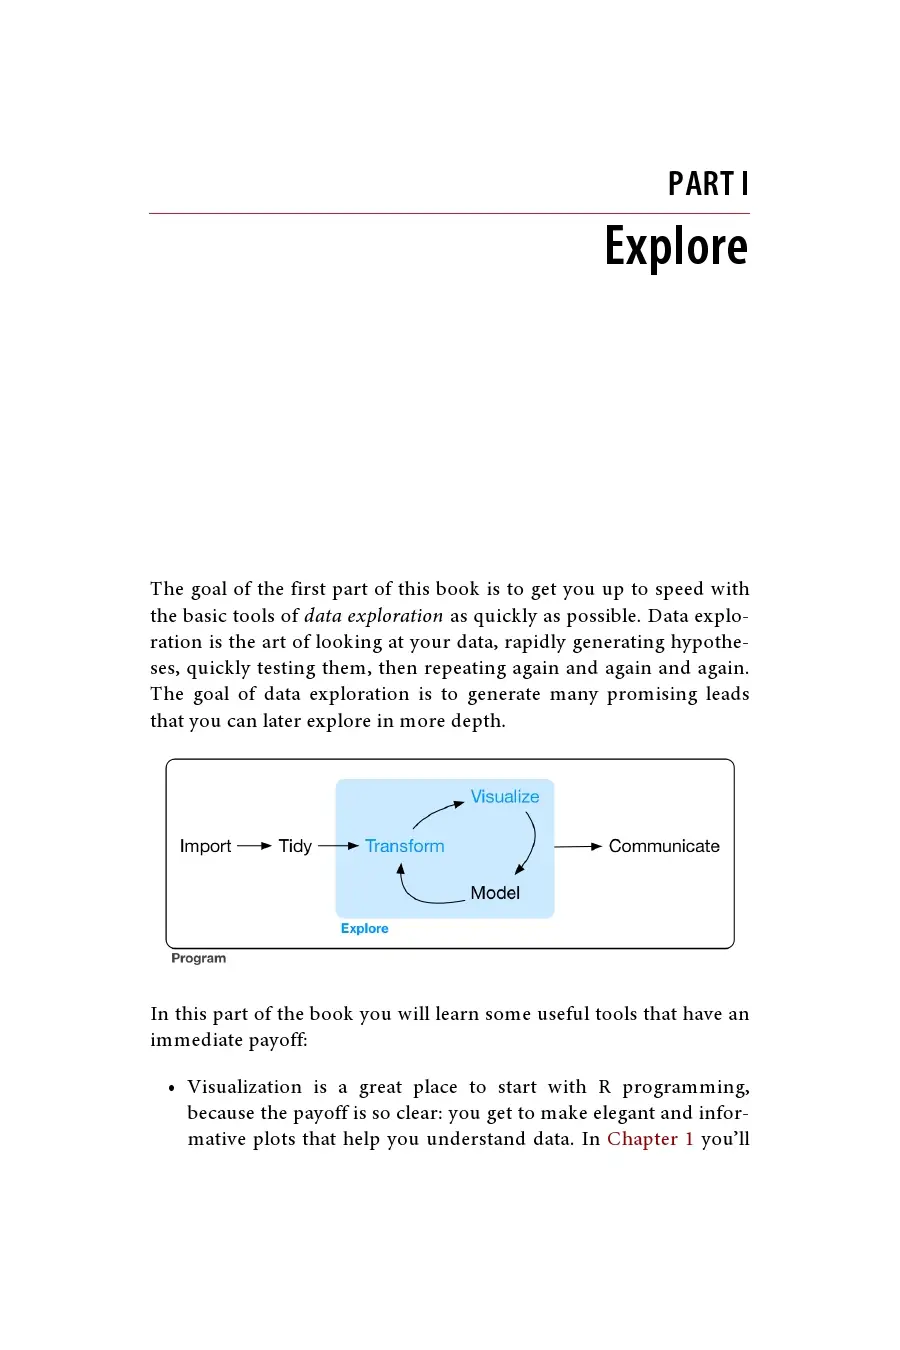 PART I
Explore
The goal of the first part of this book is to get you up to speed with
the basic tools of data exploration as quickly as possible. Data explo-
ration is the art of looking at your data, rapidly generating hypothe-
ses, quickly testing them, then repeating again and again and again.
The goal of data exploration is to generate many promising leads
that you can later explore in more depth.
Visualize
Import Tidy Transform Communicate
Model
Explore
Program
In this part of the book you will learn some useful tools that have an
immediate payoff:
• Visualization is a great place to start with R programming,
because the payoff is so clear: you get to make elegant and infor-
mative plots that help you understand data. In Chapter 1 you’ll